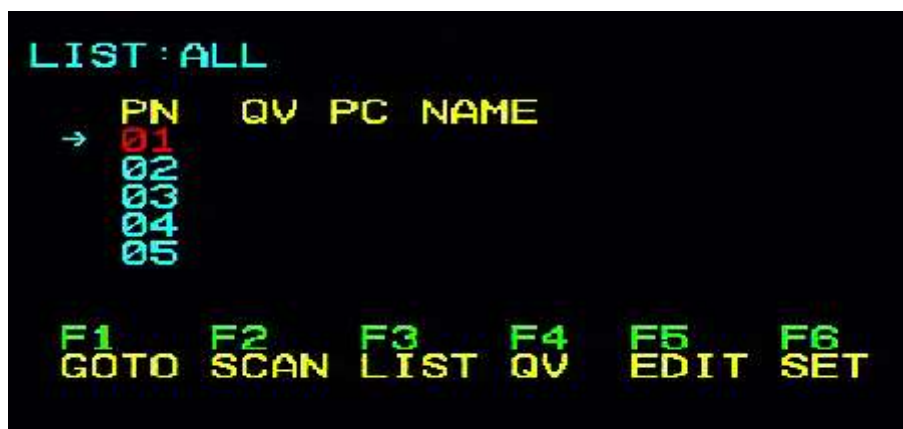 LIST:ALL
PN QV PC NAME
→ 01
02
03
04
05
F1 F2 F3 F4 F5 F6
GOTO SCAN LIST QV EDIT SET